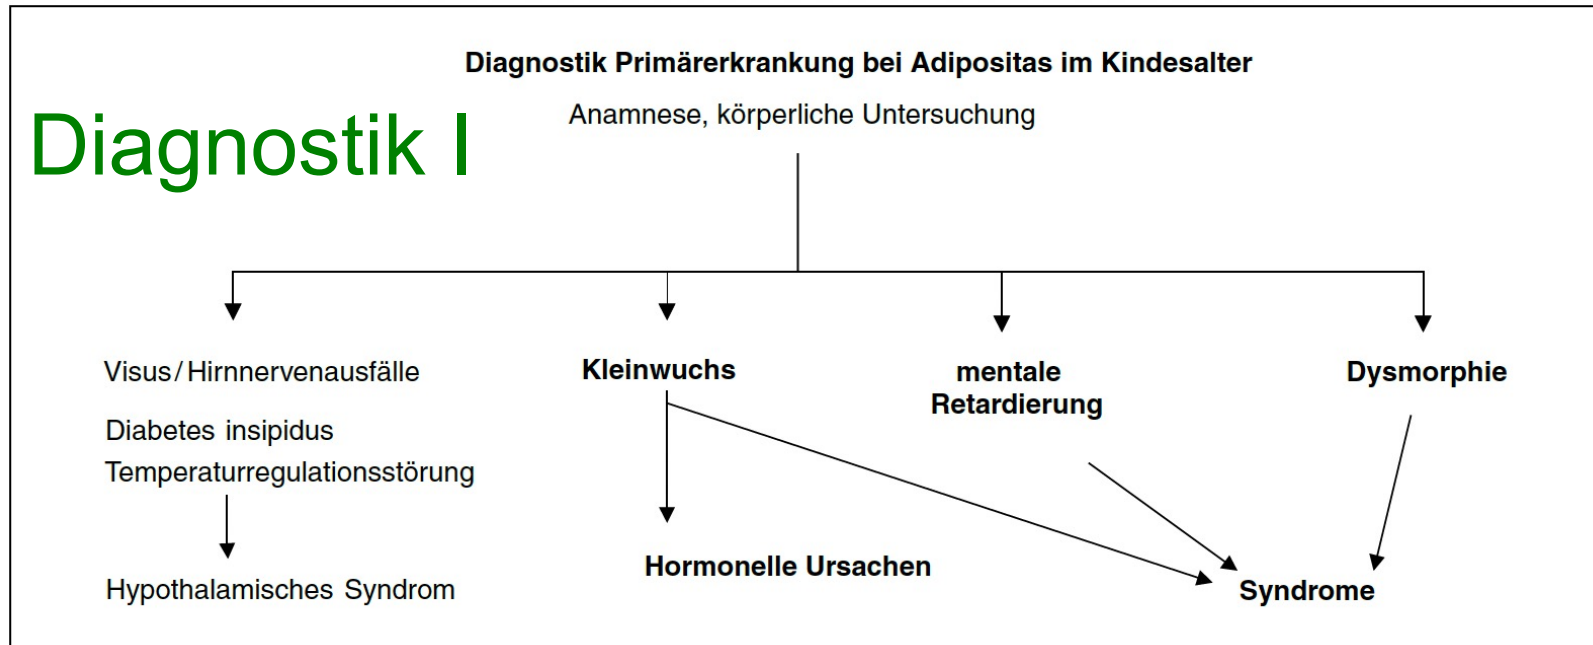 Diagnostik Primärerkrankung bei Adipositas im Kindesalter
Anamnese, körperliche Untersuchung
Diagnostik I
Visus/Hirnnervenausfälle
Diabetes insipidus
Temperaturregulationsstörung
Hypothalamisches Syndrom
Kleinwuchs
Hormonelle Ursachen
mentale
Retardierung
Dysmorphie
Syndrome